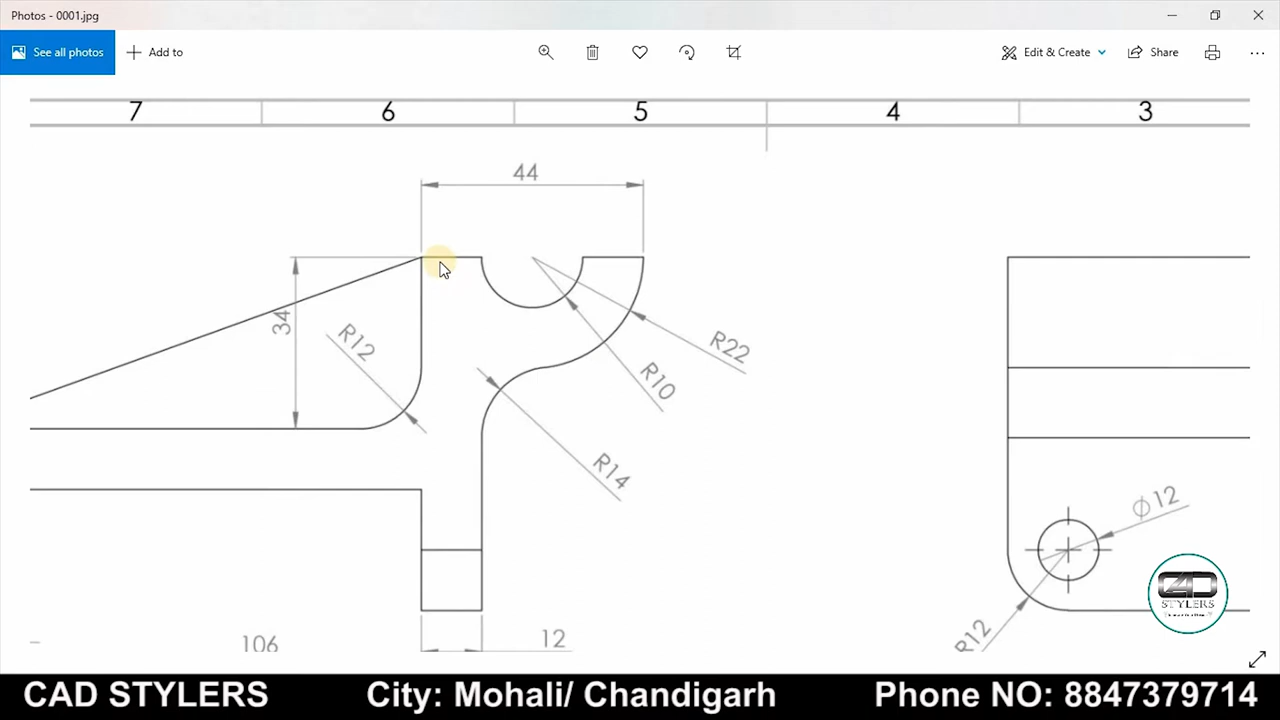 Photos - 0001.jpg
See all photos
Add to
Edit & Create
Share
7 6 5 4 3
44
34
R12
R22
R10
R14
Φ12
R12
106
12
CAD
STYLERS
CAD STYLERS City: Mohali/ Chandigarh Phone NO: 8847379714